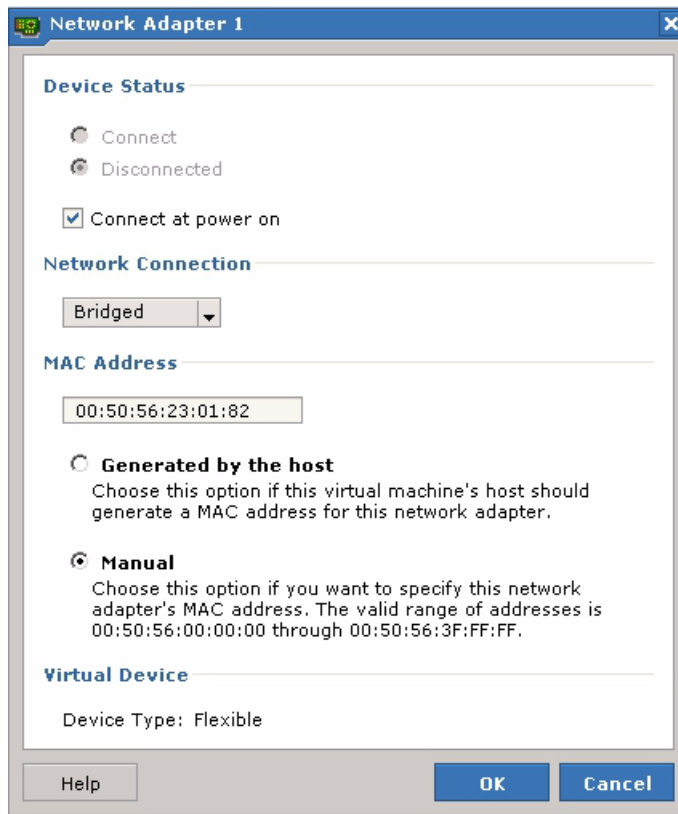 Network Adapter 1
Device Status
Connect
Disconnected
Connect at power on
Network Connection
Bridged
MAC Address
00:50:56:23:01:82
Generated by the host
Choose this option if this virtual machine's host should
generate a MAC address for this network adapter.
Manual
Choose this option if you want to specify this network
adapter's MAC address. The valid range of addresses is
00:50:56:00:00:00 through 00:50:56:3F:FF:FF.
Virtual Device
Device Type: Flexible
Help
OK
Cancel